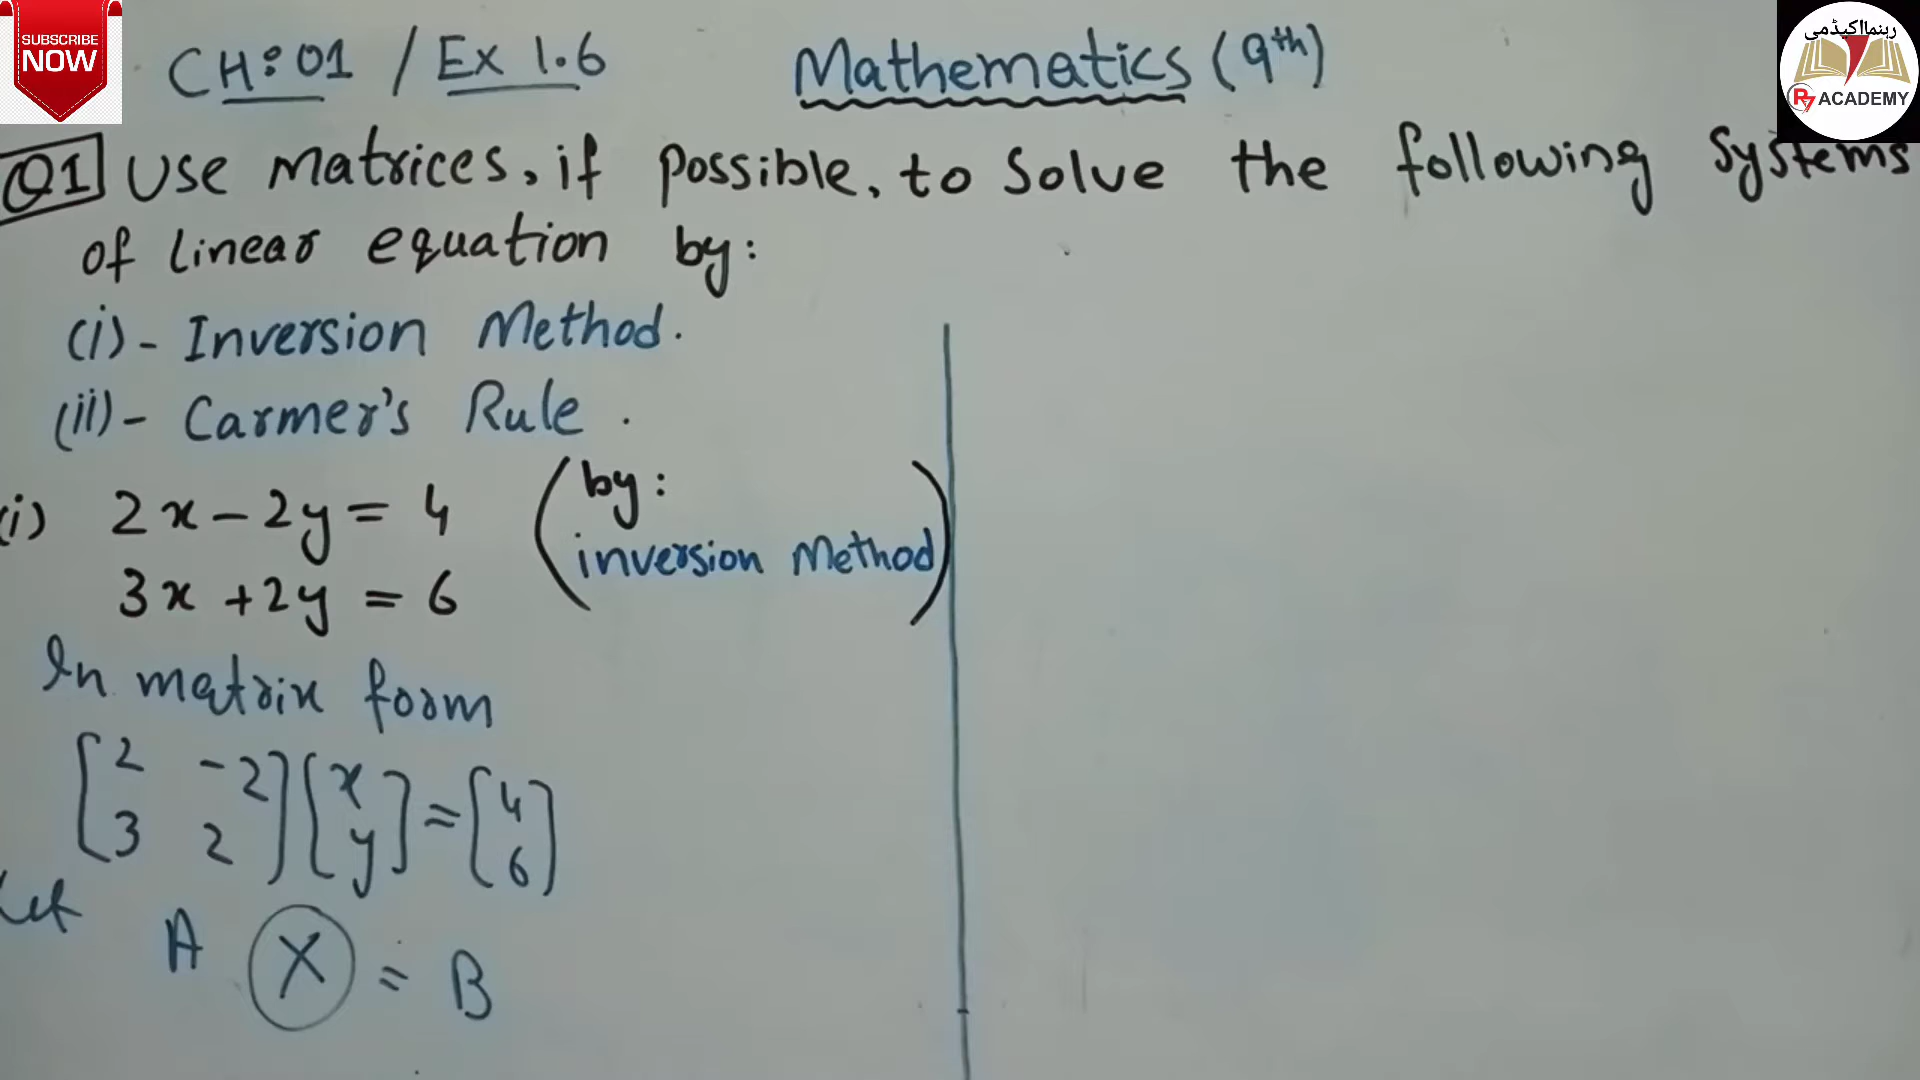 SUBSCRIBE
NOW
CH:01 / Ex 1.6 Mathematics (9th)
رہنما اکیڈمی
R7 ACADEMY
Q1 Use Matrices, if possible, to Solve the following Systems
of linear equation by:
(i)- Inversion Method.
(ii)- Carmer's Rule.
(i) 2x-2y= 4 (by:
3x+2y = 6 inversion Method)
In matrix form
[2 -2] [x] = [4]
[3 2] [y] [6]
Let
A X = B